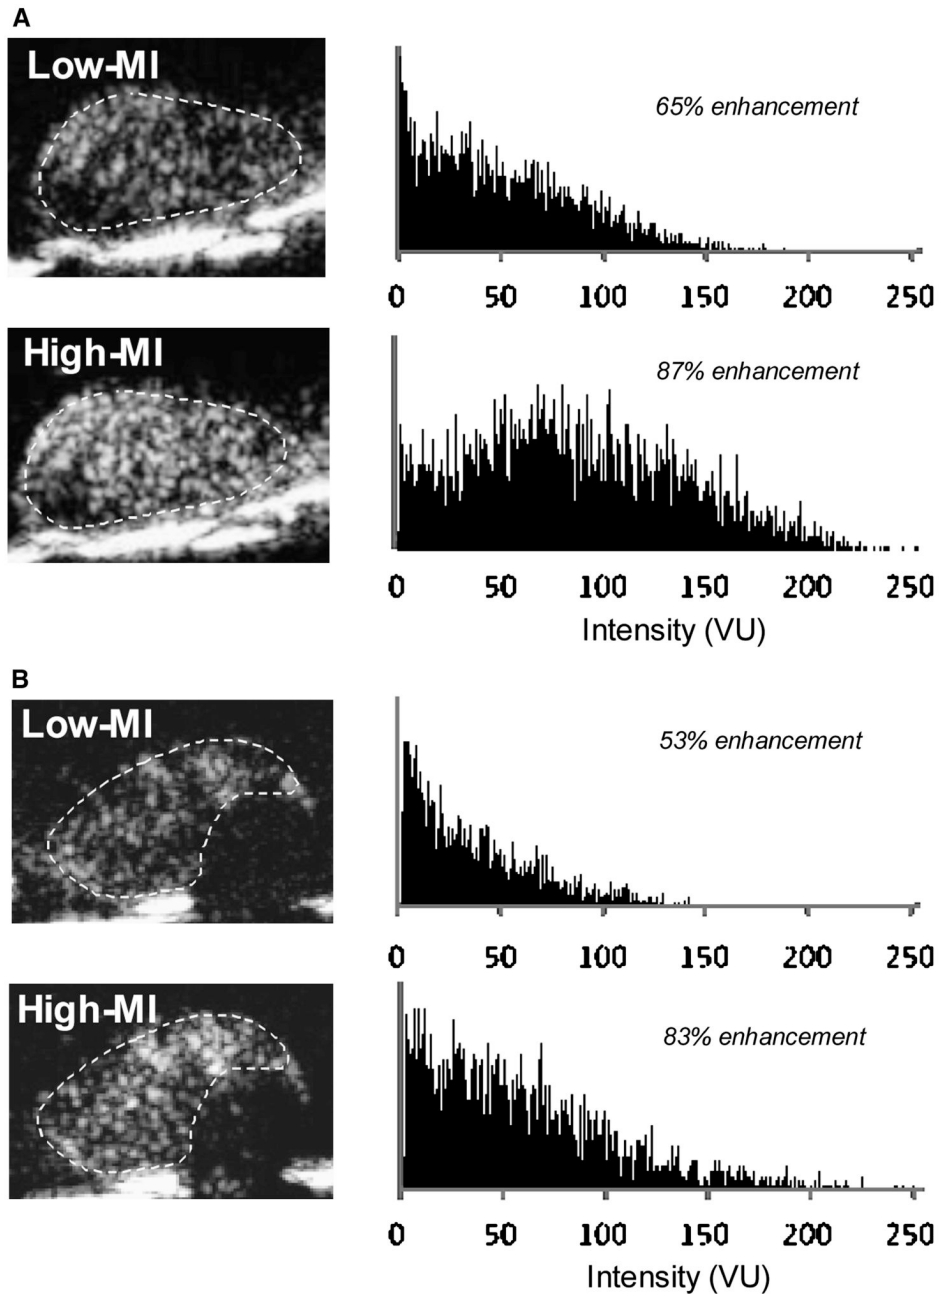 A
Low-MI
65% enhancement
0 50 100 150 200 250
High-MI
87% enhancement
0 50 100 150 200 250
Intensity (VU)
B
Low-MI
53% enhancement
0 50 100 150 200 250
High-MI
83% enhancement
0 50 100 150 200 250
Intensity (VU)